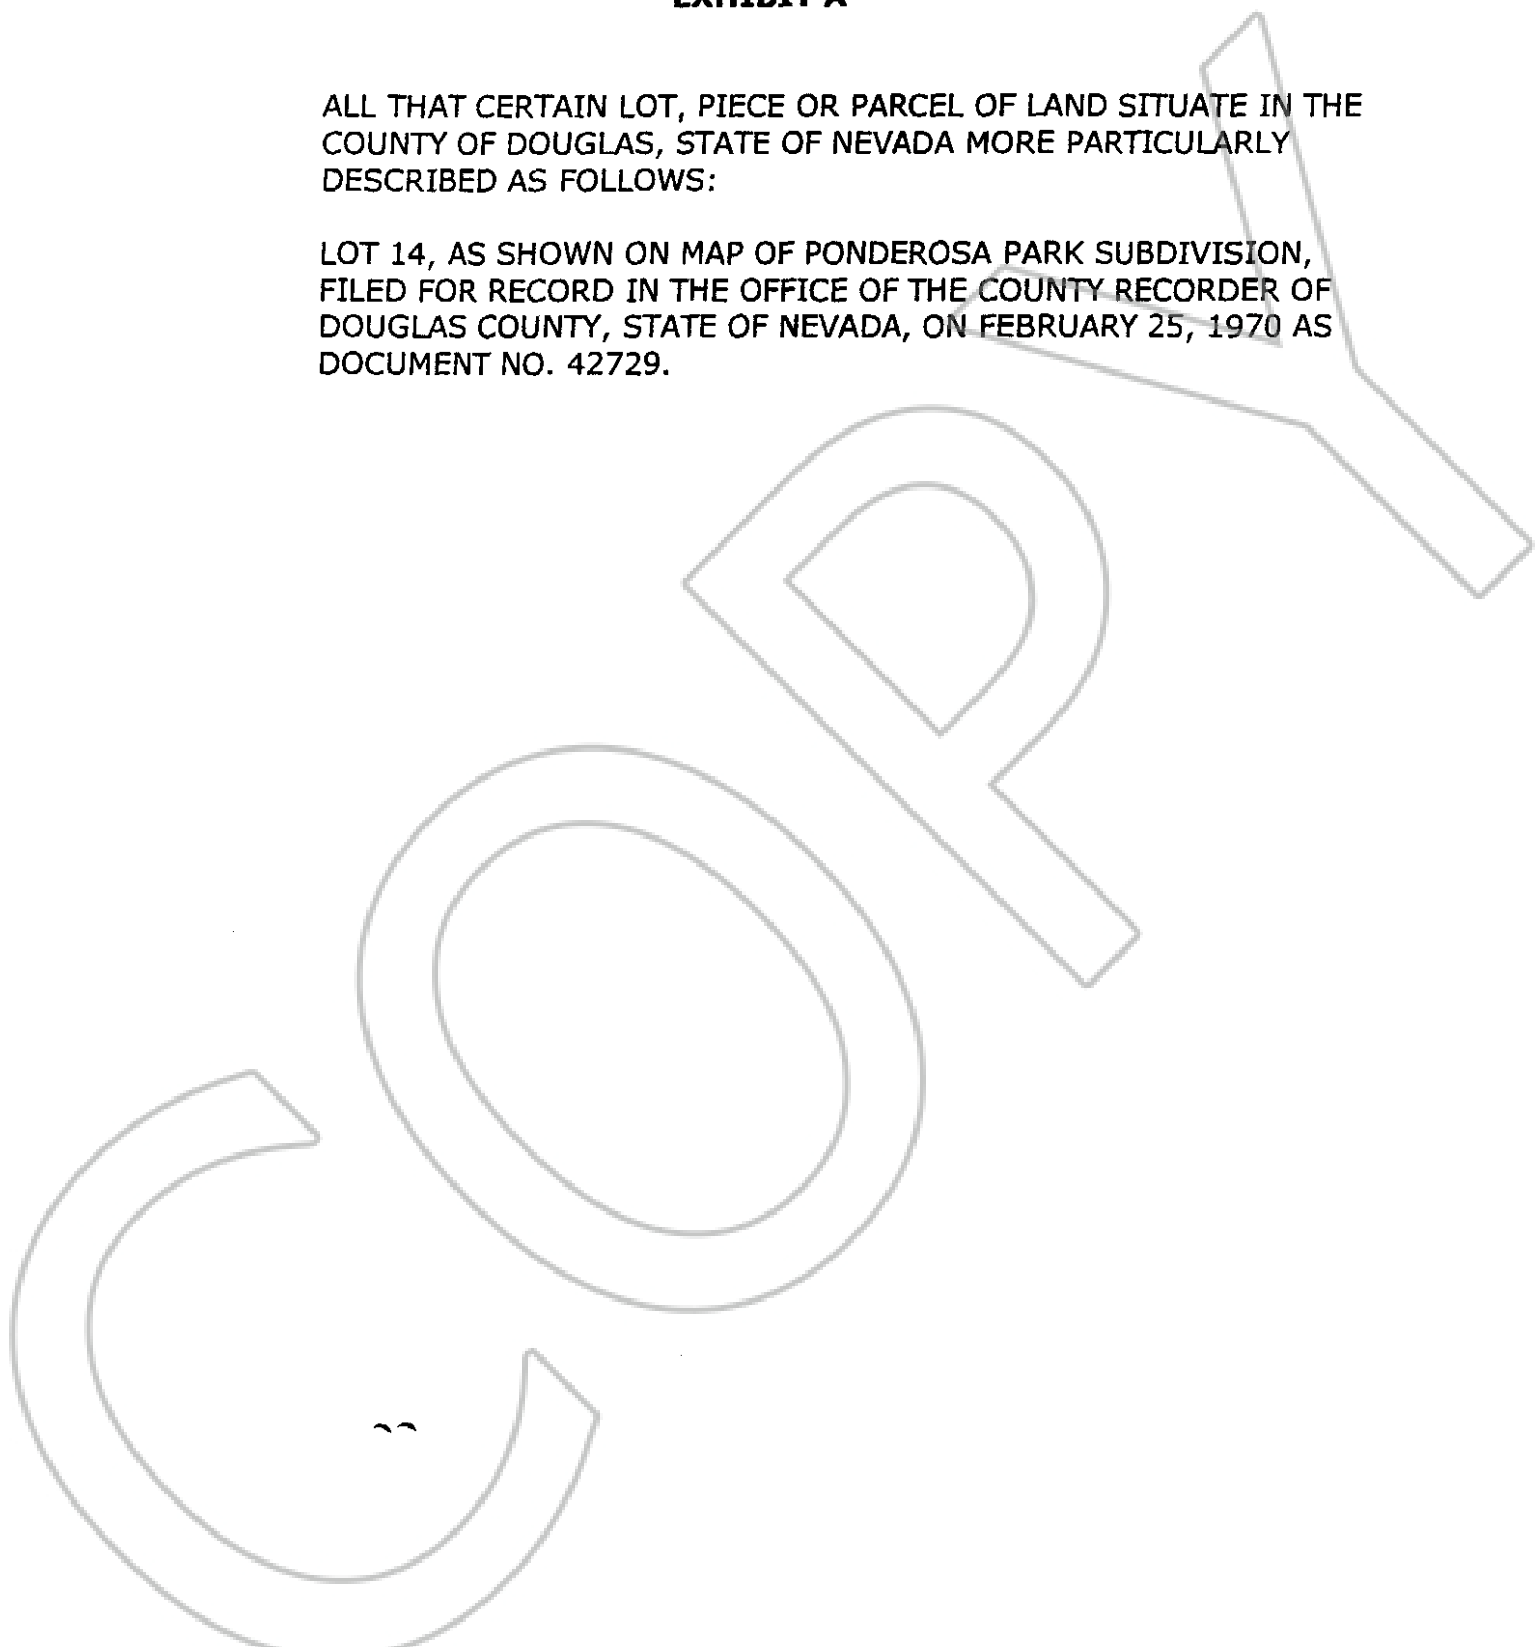 EXHIBIT A
ALL THAT CERTAIN LOT, PIECE OR PARCEL OF LAND SITUATE IN THE
COUNTY OF DOUGLAS, STATE OF NEVADA MORE PARTICULARLY
DESCRIBED AS FOLLOWS:
LOT 14, AS SHOWN ON MAP OF PONDEROSA PARK SUBDIVISION,
FILED FOR RECORD IN THE OFFICE OF THE COUNTY RECORDER OF
DOUGLAS COUNTY, STATE OF NEVADA, ON FEBRUARY 25, 1970 AS
DOCUMENT NO. 42729.
COPY